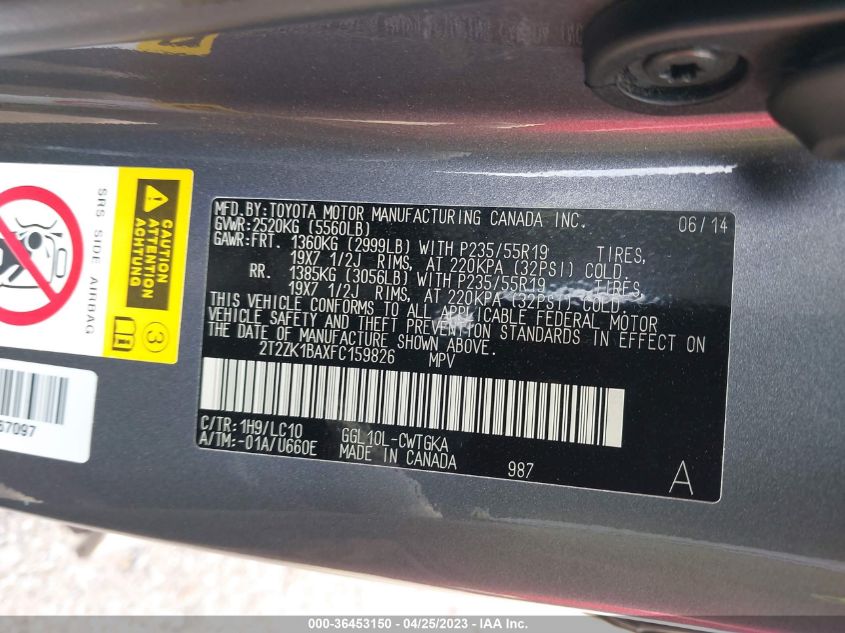 MFD.BY:TOYOTA MOTOR MANUFACTURING CANADA INC. 06/14
GVWR:2520KG (5560LB)
GAWR:FRT. 1360KG (2999LB) WITH P235/55R19 TIRES,
19X7 1/2J RIMS, AT 220KPA (32PSI) COLD.
RR. 1385KG (3056LB) WITH P235/55R19 TIRES,
19X7 1/2J RIMS, AT 220KPA (32PSI) COLD.
THIS VEHICLE CONFORMS TO ALL APPLICABLE FEDERAL MOTOR
VEHICLE SAFETY AND THEFT PREVENTION STANDARDS IN EFFECT
ON THE DATE OF MANUFACTURE SHOWN ABOVE.
2T2ZK1BAXFC159826 MPV
C/TR:1H9/LC10 GGL10L-CWTGKA
A/TM:-01A/U660E MADE IN CANADA 987 A
CAUTION
ATTENTION
ACHTUNG
SRS SIDE AIRBAG
3
67097
000-36453150 - 04/25/2023 - IAA Inc.